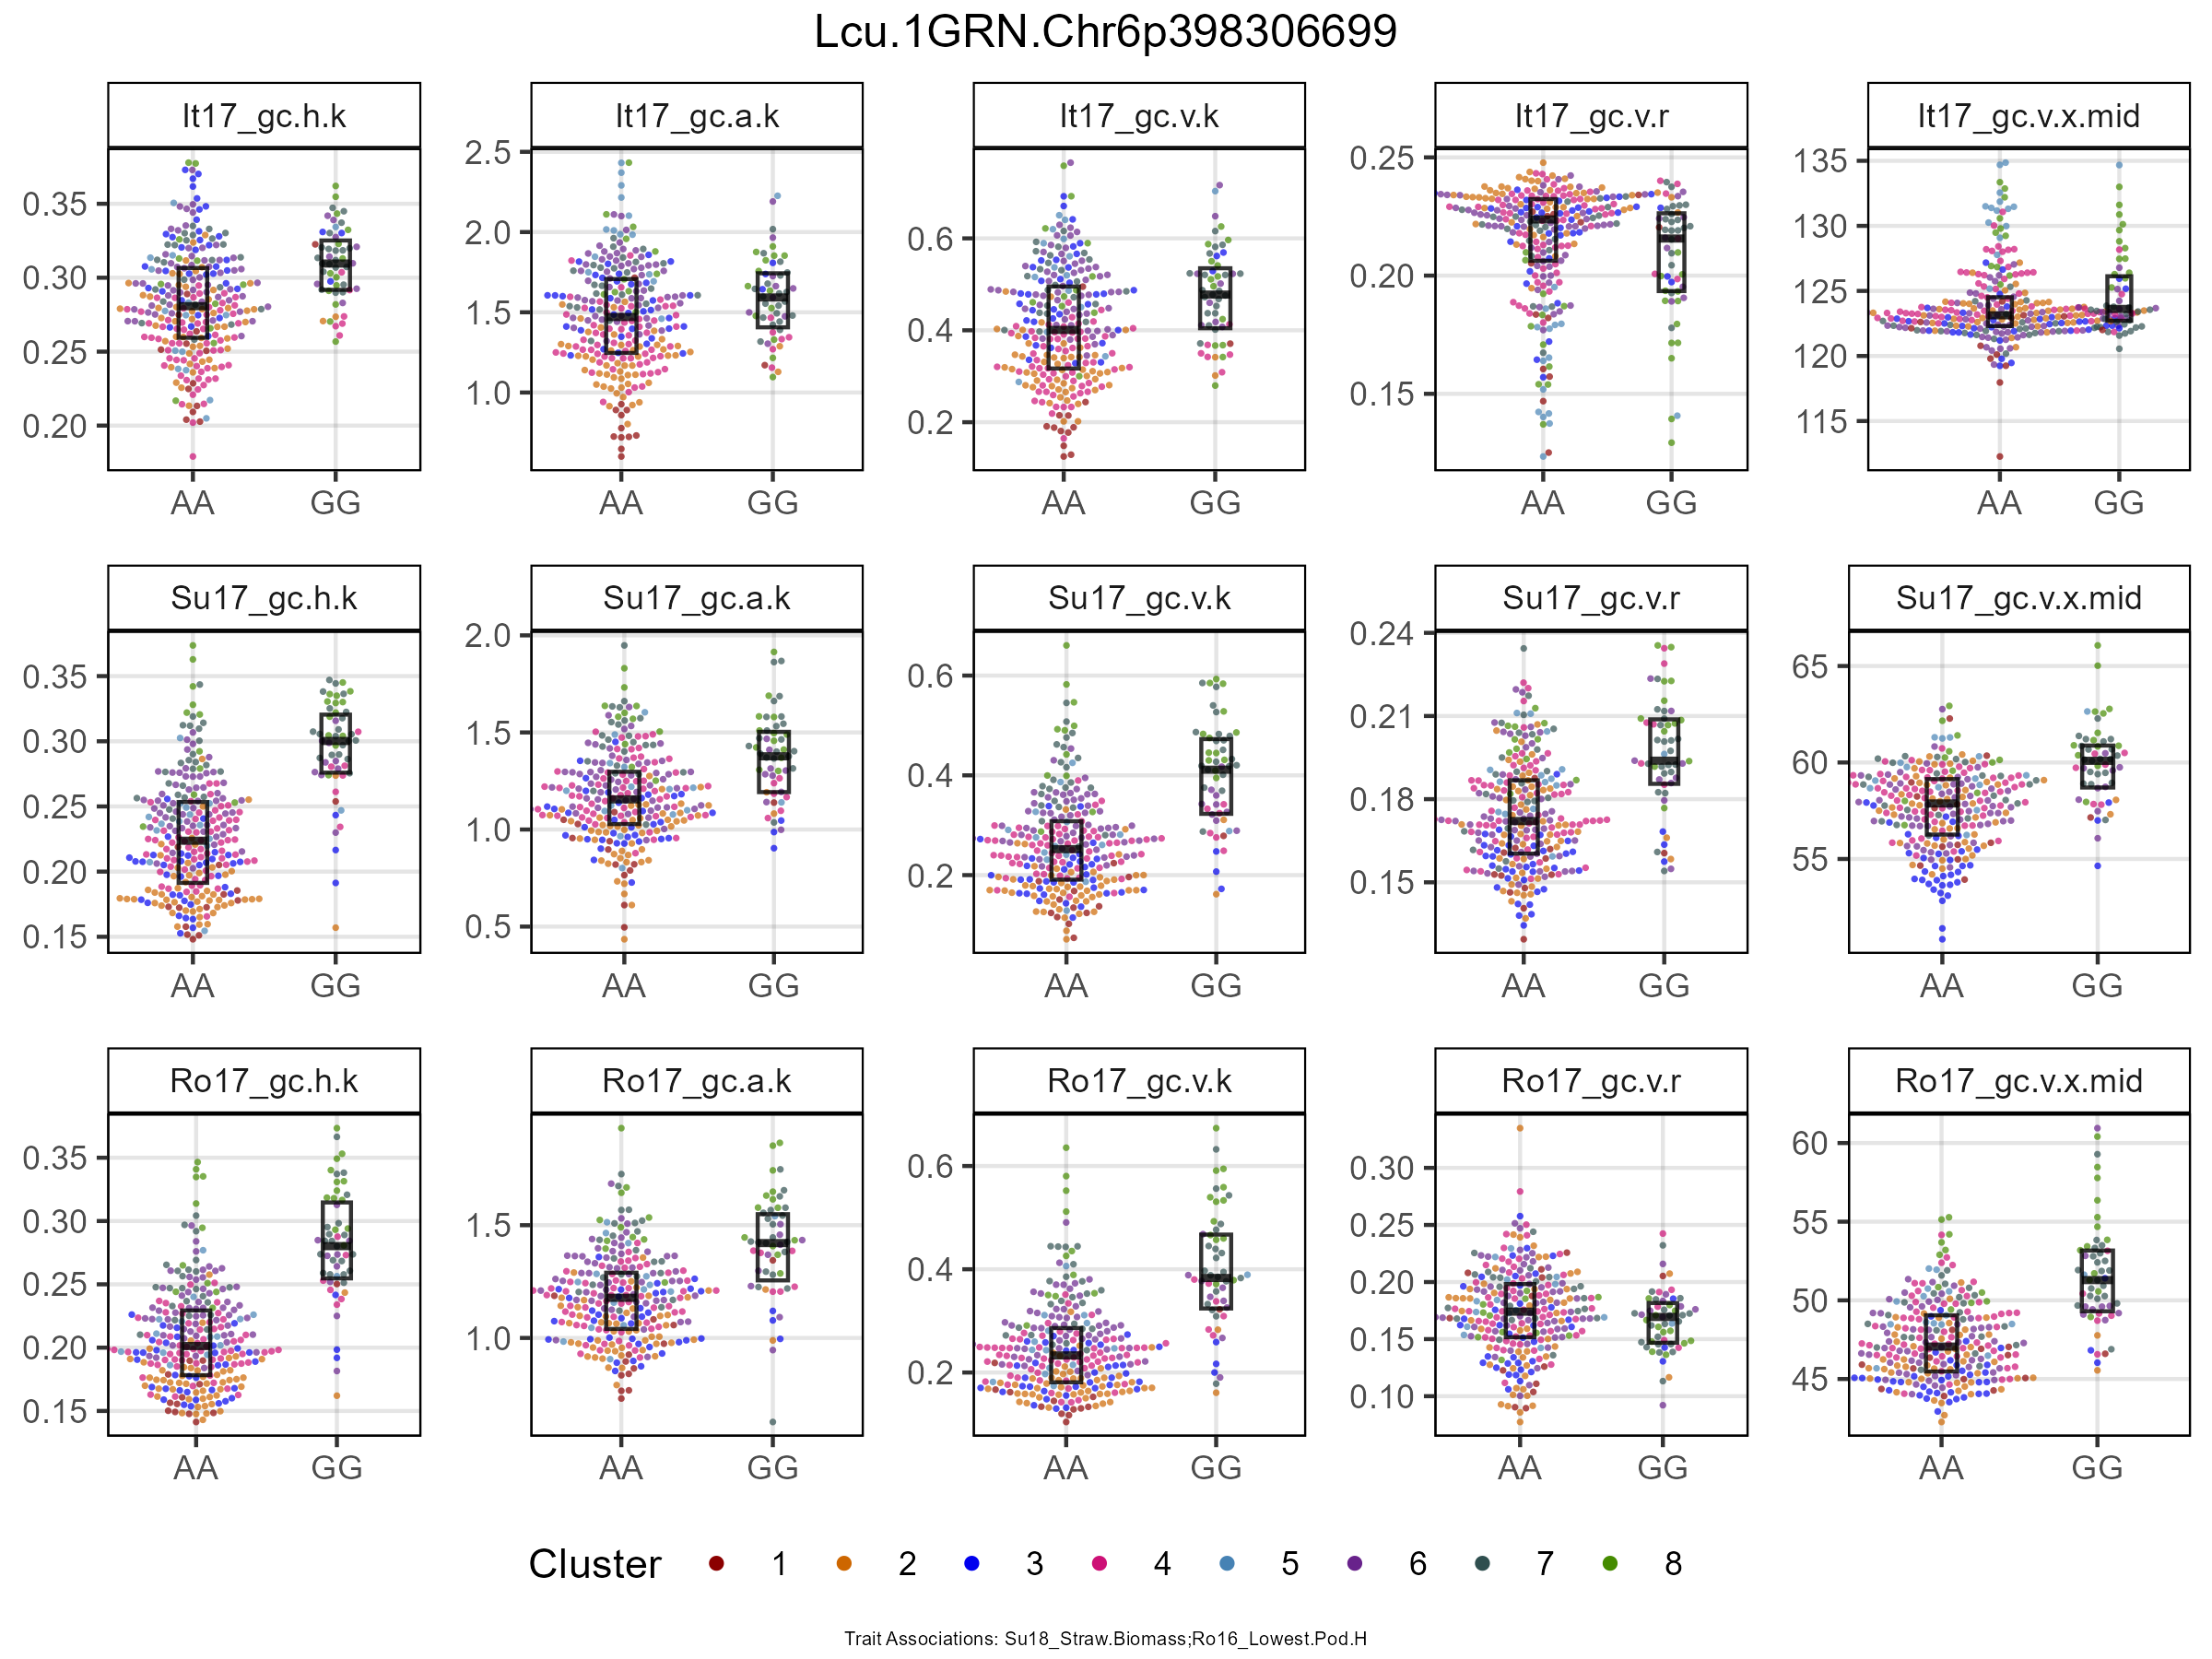 Lcu.1GRN.Chr6p398306699
It17_gc.h.k It17_gc.a.k It17_gc.v.k It17_gc.v.r It17_gc.v.x.mid
0.35 0.30 0.25 0.20
2.5 2.0 1.5 1.0
0.6 0.4 0.2
0.25 0.20 0.15
135 130 125 120 115
AA GG AA GG AA GG AA GG AA GG
Su17_gc.h.k Su17_gc.a.k Su17_gc.v.k Su17_gc.v.r Su17_gc.v.x.mid
0.35 0.30 0.25 0.20 0.15
2.0 1.5 1.0 0.5
0.6 0.4 0.2
0.24 0.21 0.18 0.15
65 60 55
AA GG AA GG AA GG AA GG AA GG
Ro17_gc.h.k Ro17_gc.a.k Ro17_gc.v.k Ro17_gc.v.r Ro17_gc.v.x.mid
0.35 0.30 0.25 0.20 0.15
1.5 1.0
0.6 0.4 0.2
0.30 0.25 0.20 0.15 0.10
60 55 50 45
AA GG AA GG AA GG AA GG AA GG
Cluster 1 2 3 4 5 6 7 8
Trait Associations: Su18_Straw.Biomass;Ro16_Lowest.Pod.H